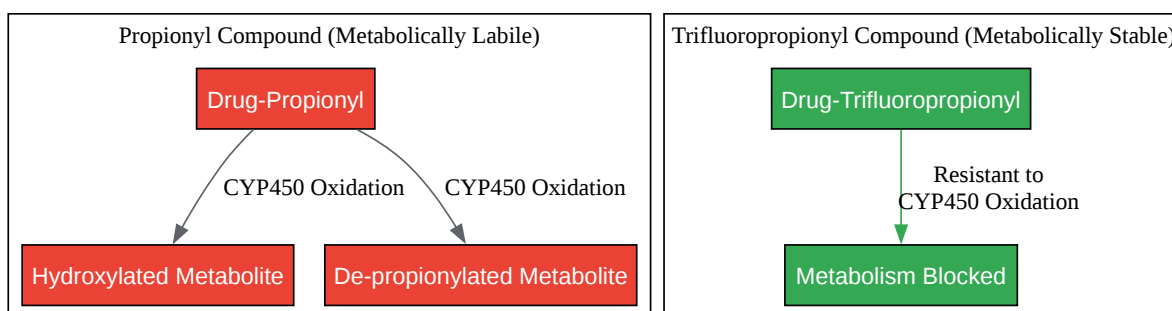 Propionyl Compound (Metabolically Labile)
Drug-Propionyl
CYP450 Oxidation
CYP450 Oxidation
Hydroxylated Metabolite
De-propionylated Metabolite
Trifluoropropionyl Compound (Metabolically Stable)
Drug-Trifluoropropionyl
Resistant to
CYP450 Oxidation
Metabolism Blocked